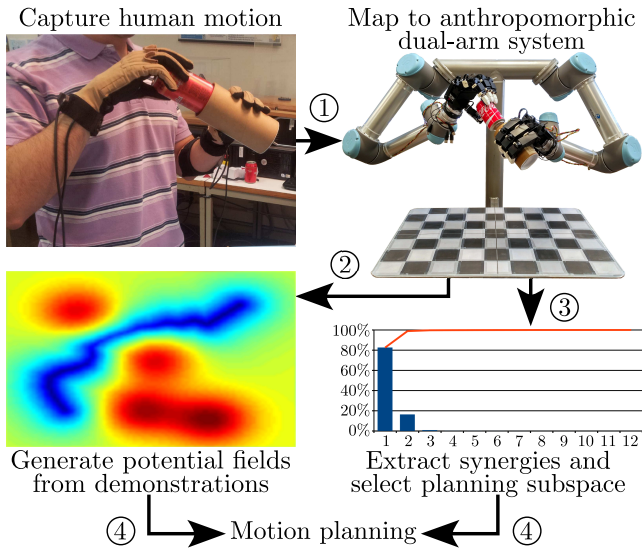 Capture human motion
Map to anthropomorphic
dual-arm system
①
②
③
100%
80%
60%
40%
20%
0%
1 2 3 4 5 6 7 8 9 10 11 12
Generate potential fields
from demonstrations
Extract synergies and
select planning subspace
④ Motion planning ④